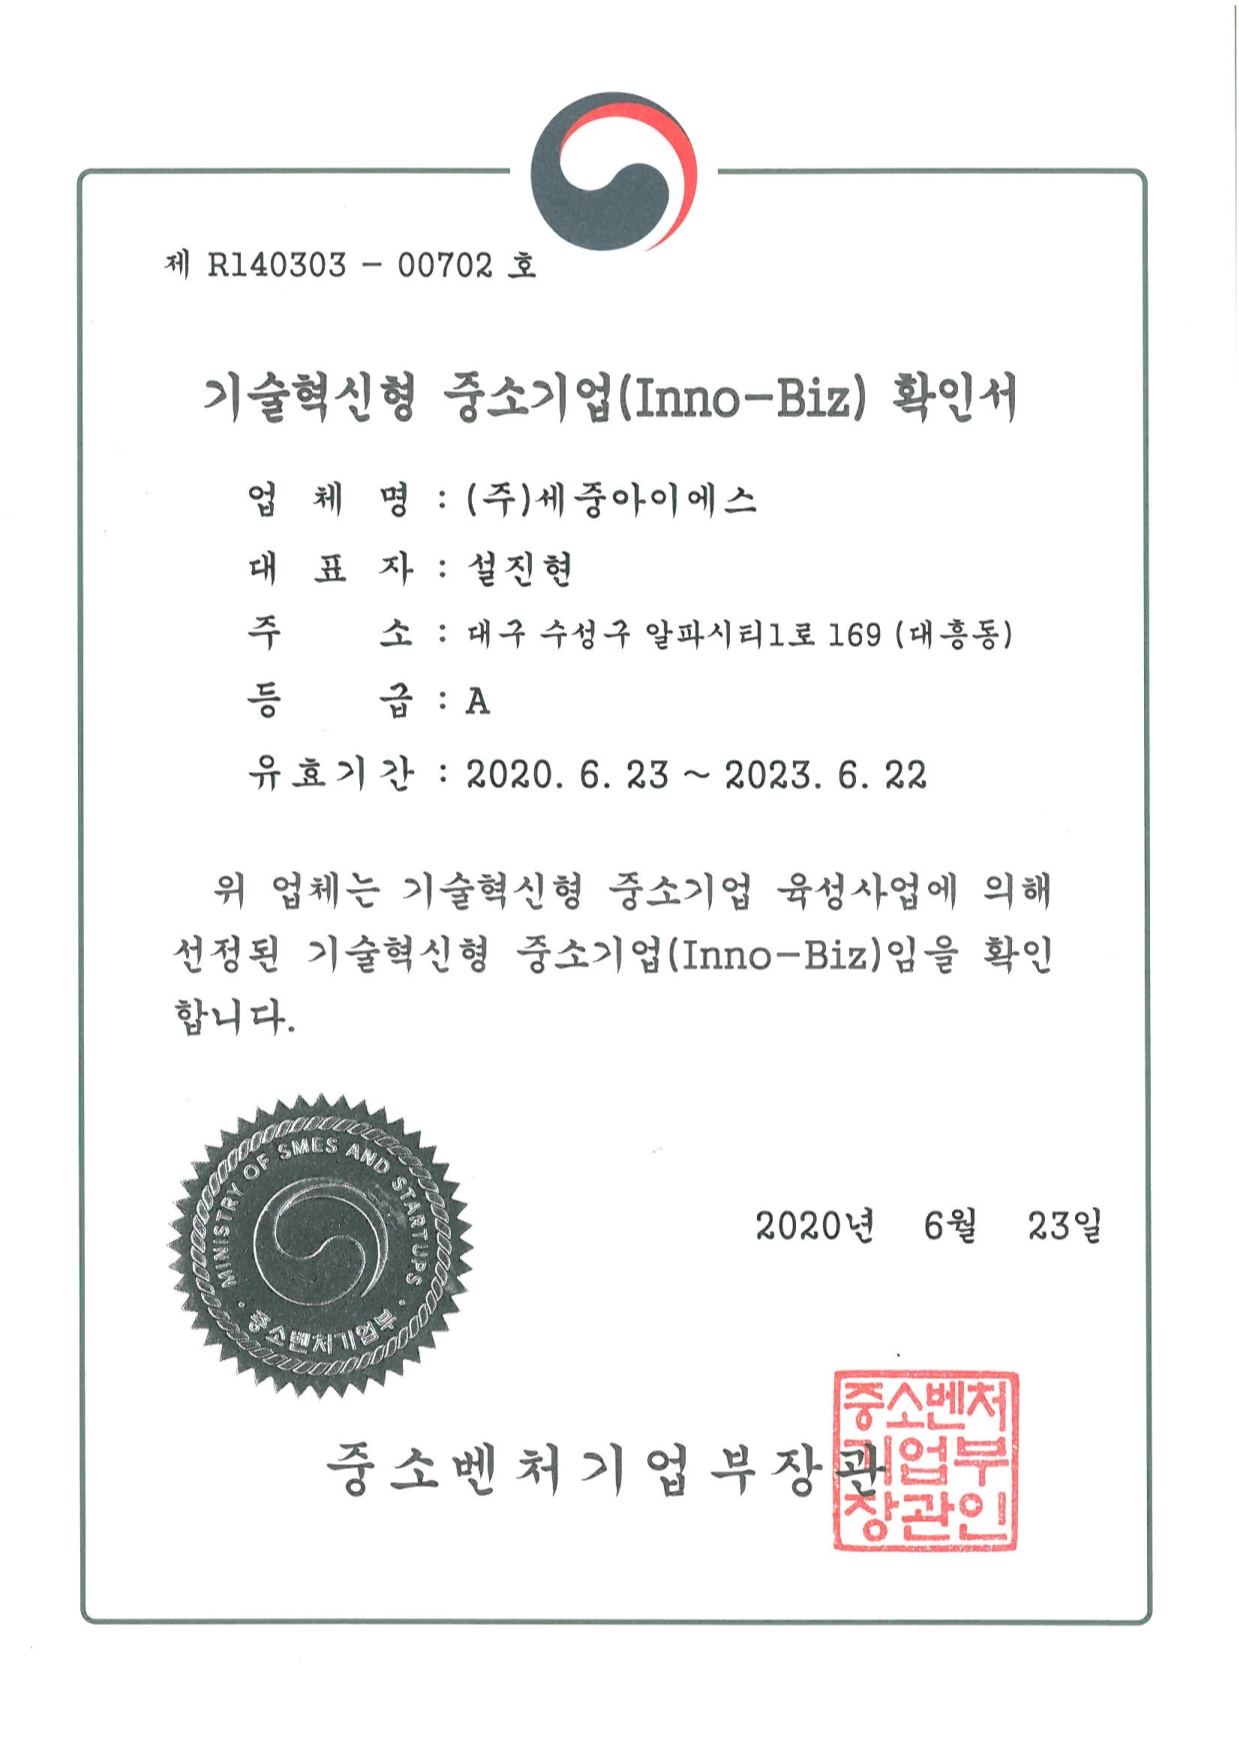 제 R140303 - 00702 호
기술혁신형 중소기업(Inno-Biz) 확인서
업 체 명 : (주)세중아이에스
대 표 자 : 설진현
주 소 : 대구 수성구 알파시티1로 169 (대흥동)
등 급 : A
유효기간 : 2020. 6. 23 ~ 2023. 6. 22
위 업체는 기술혁신형 중소기업 육성사업에 의해
선정된 기술혁신형 중소기업(Inno-Biz)임을 확인
합니다.
MINISTRY OF SMES AND STARTUPS
중소벤처기업부
2020년 6월 23일
중소벤처기업부장관
중소벤처
기업부
장관인